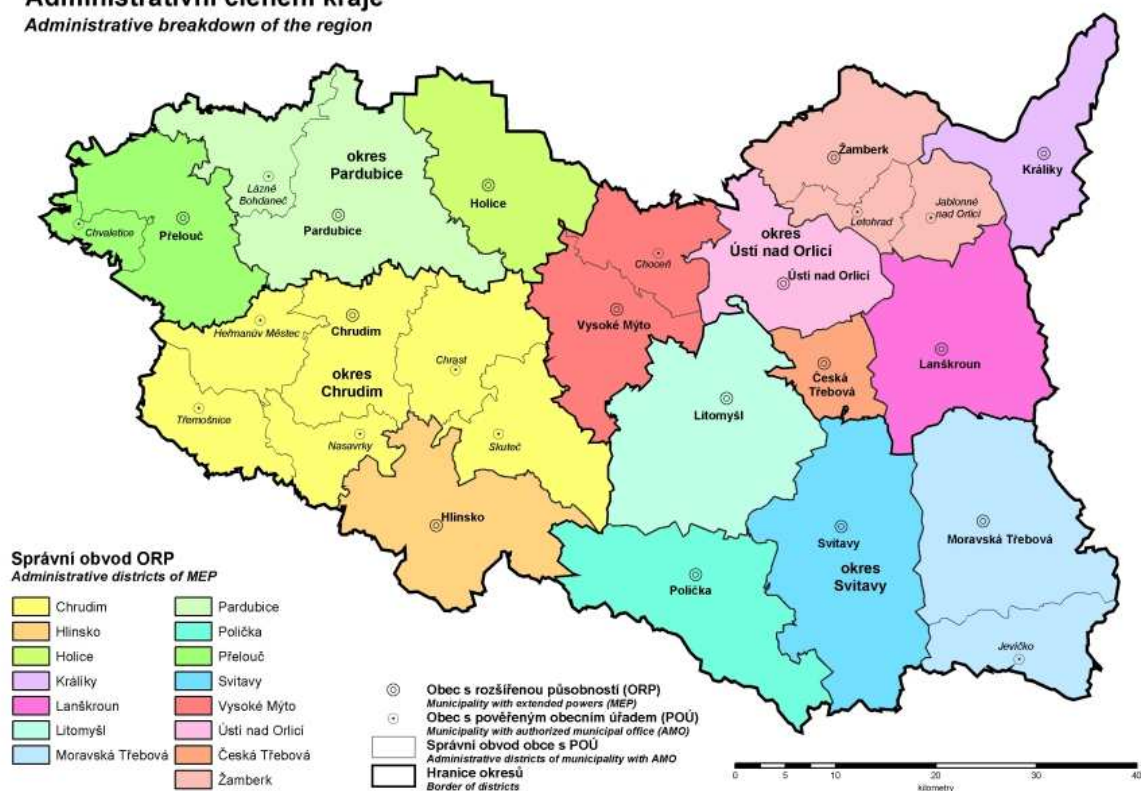 Administrativní členění kraje
Administrative breakdown of the region
okres
Pardubice
Lázně
Bohdaneč
Pardubice
Holice
Chvaletice
Přelouč
Žamberk
Králíky
Letohrad
Jablonné
nad Orlicí
okres
Ústí nad Orlicí
Ústí nad Orlicí
Choceň
Vysoké Mýto
Heřmanův Městec
Chrudim
okres
Chrudim
Chrast
Třemošnice
Nasavrky
Skuteč
Hlinsko
Česká
Třebová
Lanškroun
Litomyšl
Svitavy
okres
Svitavy
Moravská Třebová
Polička
Jevíčko
Správní obvod ORP
Administrative districts of MEP
Chrudim
Hlinsko
Holice
Králíky
Lanškroun
Litomyšl
Moravská Třebová
Pardubice
Polička
Přelouč
Svitavy
Vysoké Mýto
Ústí nad Orlicí
Česká Třebová
Žamberk
Obec s rozšířenou působností (ORP)
Municipality with extended powers (MEP)
Obec s pověřeným obecním úřadem (POÚ)
Municipality with authorized municipal office (AMO)
Správní obvod obce s POÚ
Administrative districts of municipality with AMO
Hranice okresů
Border of districts
0 5 10 20 30 40
kilometry